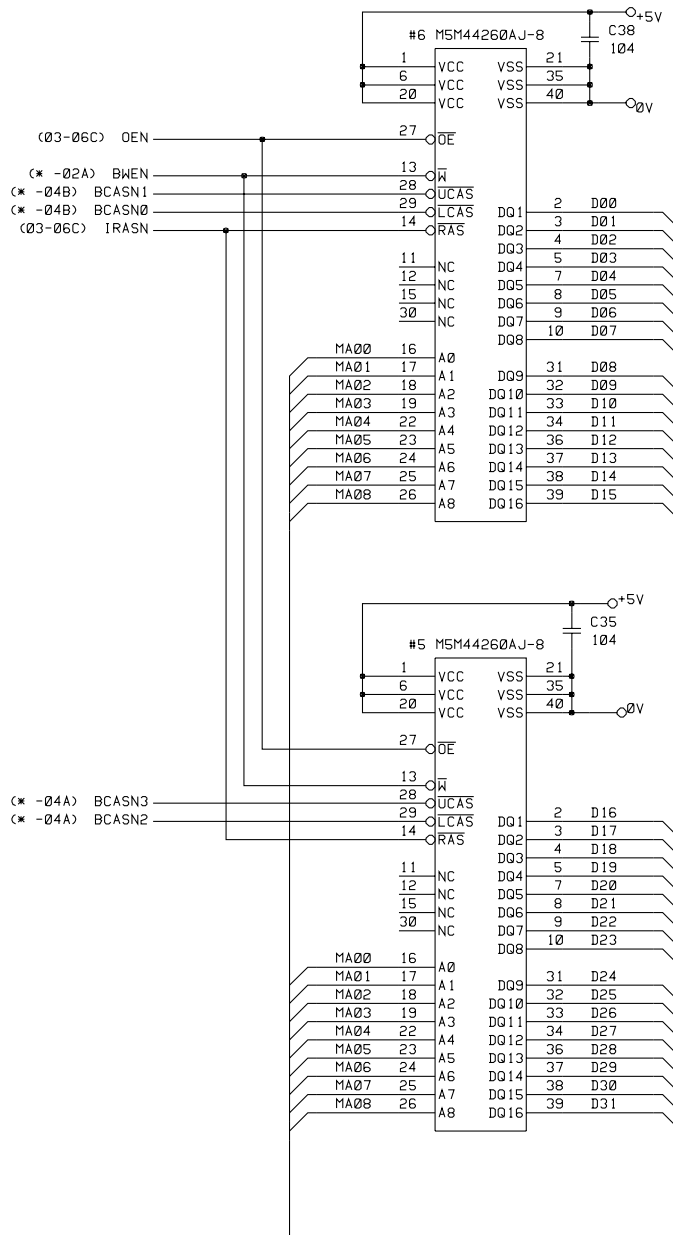 +5V
C38
104
#6 M5M44260AJ-8
1 VCC VSS 21
6 VCC VSS 35
20 VCC VSS 40
0V
(03-06C) OEN 27 OE
(* -02A) BWEN 13 W
(* -04B) BCASN1 28 UCAS
(* -04B) BCASN0 29 LCAS DQ1 2 D00
(03-06C) IRASN 14 RAS DQ2 3 D01
DQ3 4 D02
11 NC DQ4 5 D03
12 NC DQ5 7 D04
15 NC DQ6 8 D05
30 NC DQ7 9 D06
DQ8 10 D07
MA00 16 A0
MA01 17 A1 DQ9 31 D08
MA02 18 A2 DQ10 32 D09
MA03 19 A3 DQ11 33 D10
MA04 22 A4 DQ12 34 D11
MA05 23 A5 DQ13 36 D12
MA06 24 A6 DQ14 37 D13
MA07 25 A7 DQ15 38 D14
MA08 26 A8 DQ16 39 D15
+5V
C35
104
#5 M5M44260AJ-8
1 VCC VSS 21
6 VCC VSS 35
20 VCC VSS 40
0V
27 OE
13 W
(* -04A) BCASN3 28 UCAS
(* -04A) BCASN2 29 LCAS DQ1 2 D16
14 RAS DQ2 3 D17
DQ3 4 D18
11 NC DQ4 5 D19
12 NC DQ5 7 D20
15 NC DQ6 8 D21
30 NC DQ7 9 D22
DQ8 10 D23
MA00 16 A0
MA01 17 A1 DQ9 31 D24
MA02 18 A2 DQ10 32 D25
MA03 19 A3 DQ11 33 D26
MA04 22 A4 DQ12 34 D27
MA05 23 A5 DQ13 36 D28
MA06 24 A6 DQ14 37 D29
MA07 25 A7 DQ15 38 D30
MA08 26 A8 DQ16 39 D31